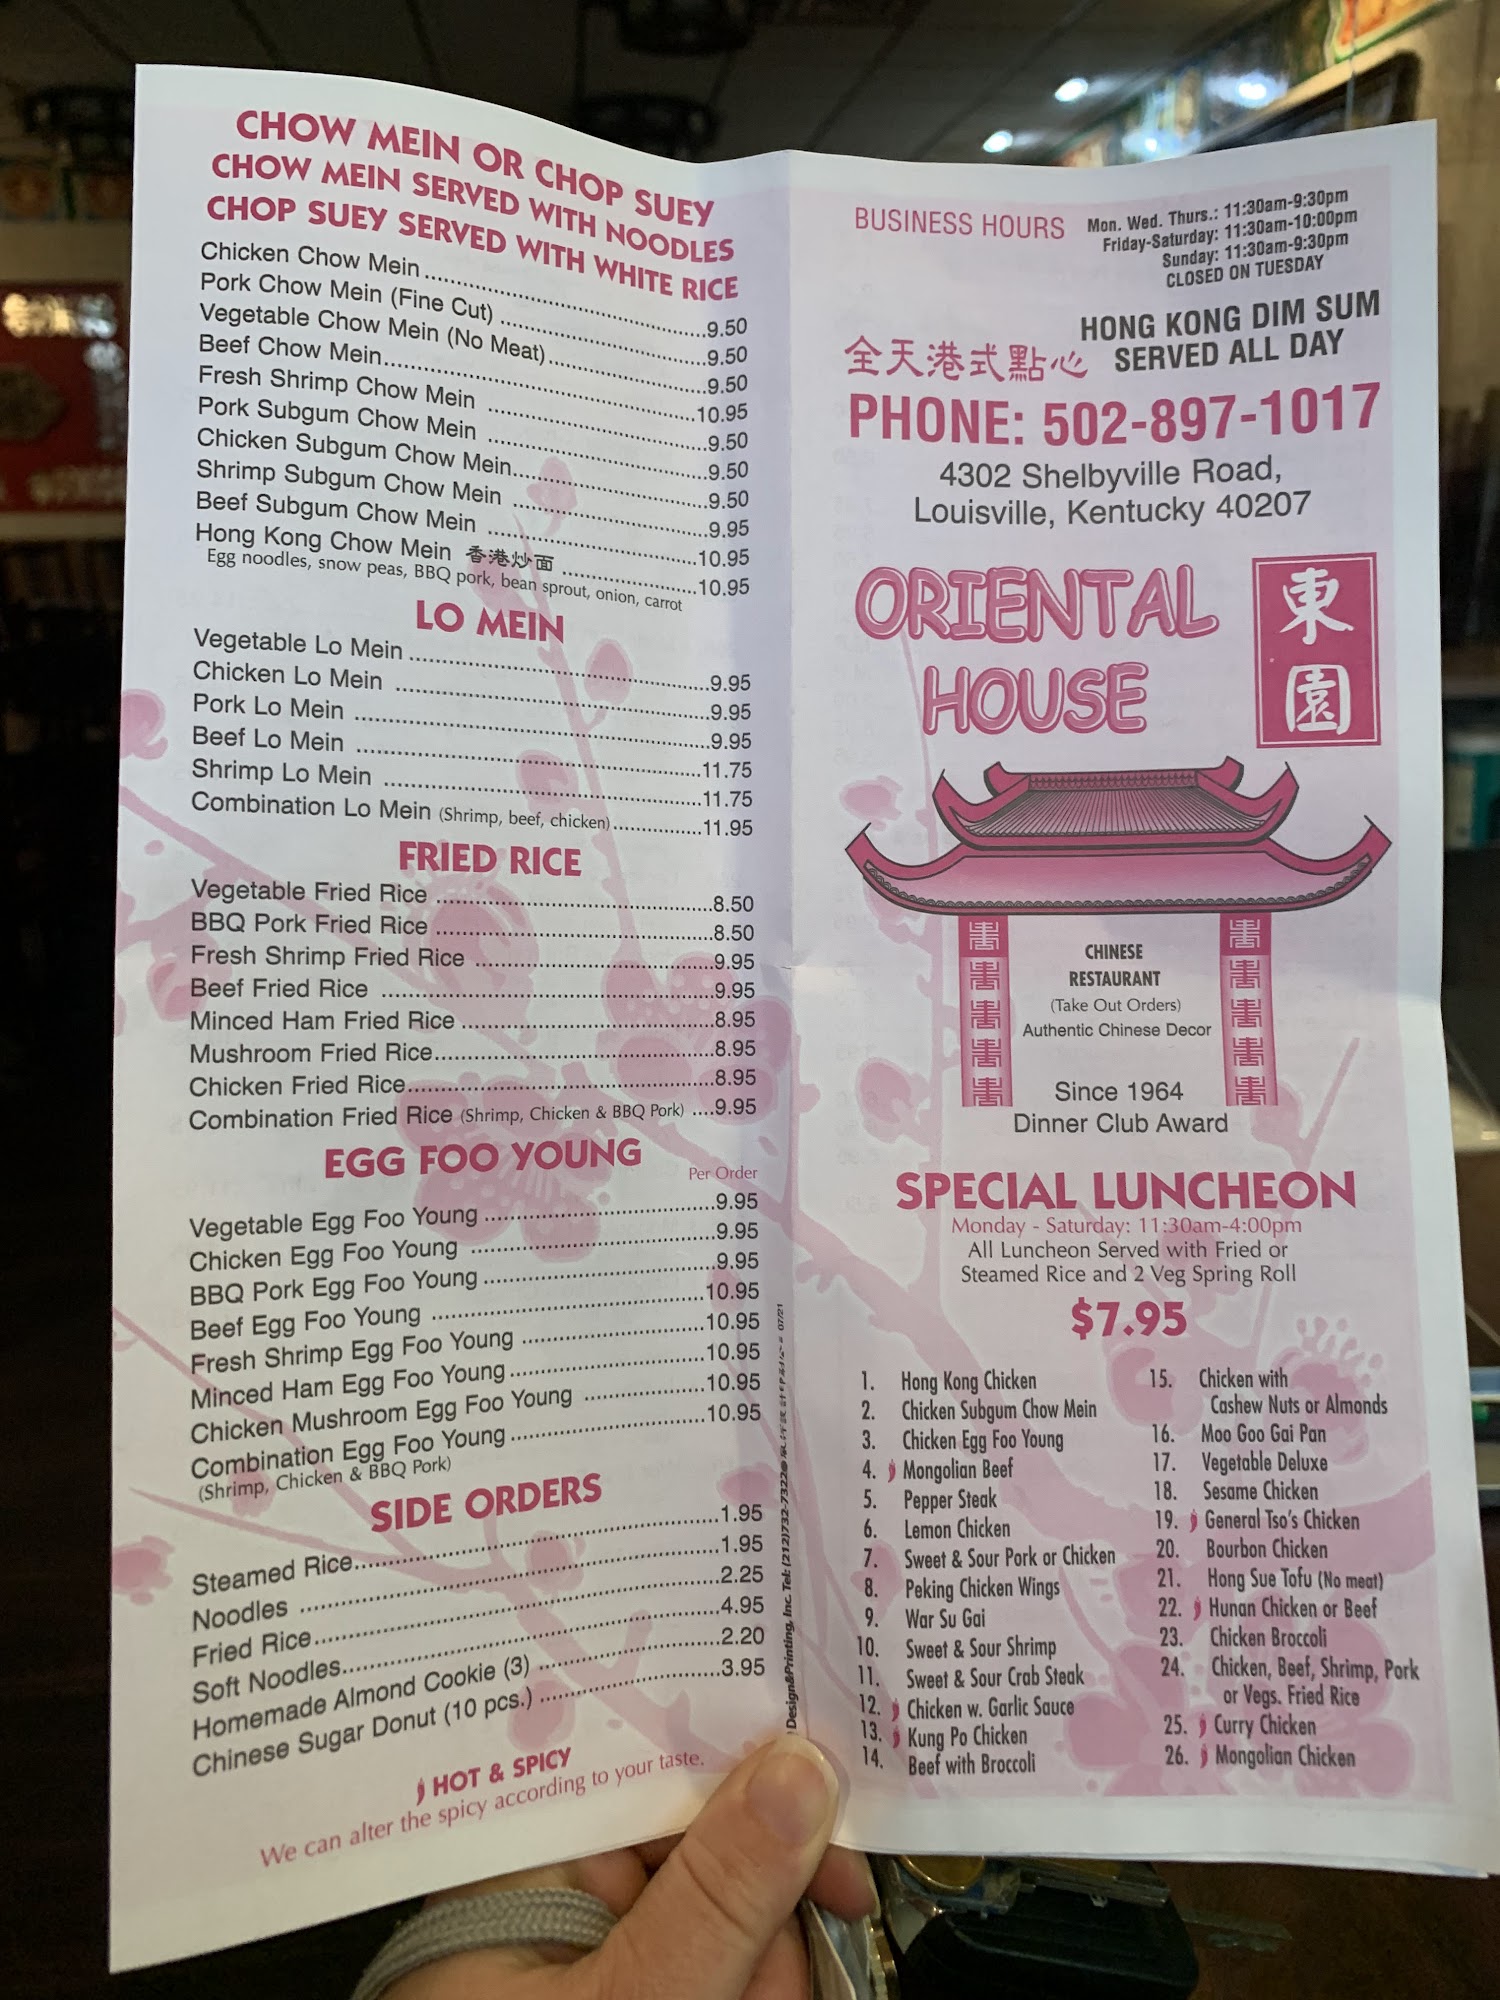 CHOW MEIN OR CHOP SUEY
CHOW MEIN SERVED WITH NOODLES
CHOP SUEY SERVED WITH WHITE RICE
Chicken Chow Mein ........ 9.50
Pork Chow Mein (Fine Cut) ........ 9.50
Vegetable Chow Mein (No Meat) ........ 9.50
Beef Chow Mein ........ 10.95
Fresh Shrimp Chow Mein ........ 9.50
Pork Subgum Chow Mein ........ 9.50
Chicken Subgum Chow Mein ........ 9.50
Shrimp Subgum Chow Mein ........ 9.95
Beef Subgum Chow Mein ........ 10.95
Hong Kong Chow Mein 香港炒面 ........ 10.95
Egg noodles, snow peas, BBQ pork, bean sprout, onion, carrot
LO MEIN
Vegetable Lo Mein ........ 9.95
Chicken Lo Mein ........ 9.95
Pork Lo Mein ........ 9.95
Beef Lo Mein ........ 11.75
Shrimp Lo Mein ........ 11.75
Combination Lo Mein (Shrimp, beef, chicken) ........ 11.95
FRIED RICE
Vegetable Fried Rice ........ 8.50
BBQ Pork Fried Rice ........ 8.50
Fresh Shrimp Fried Rice ........ 9.95
Beef Fried Rice ........ 9.95
Minced Ham Fried Rice ........ 8.95
Mushroom Fried Rice ........ 8.95
Chicken Fried Rice ........ 8.95
Combination Fried Rice (Shrimp, Chicken & BBQ Pork) .... 9.95
EGG FOO YOUNG
Per Order
Vegetable Egg Foo Young ........ 9.95
Chicken Egg Foo Young ........ 9.95
BBQ Pork Egg Foo Young ........ 9.95
Beef Egg Foo Young ........ 10.95
Fresh Shrimp Egg Foo Young ........ 10.95
Minced Ham Egg Foo Young ........ 10.95
Chicken Mushroom Egg Foo Young ........ 10.95
Combination Egg Foo Young ........ 10.95
(Shrimp, Chicken & BBQ Pork)
SIDE ORDERS
Steamed Rice ........ 1.95
Noodles ........ 1.95
Fried Rice ........ 2.25
Soft Noodles ........ 4.95
Homemade Almond Cookie (3) ........ 2.20
Chinese Sugar Donut (10 pcs.) ........ 3.95
HOT & SPICY
We can alter the spicy according to your taste.
Design&Printing, Inc. Tel: (212)732-7322 07/21
BUSINESS HOURS
Mon. Wed. Thurs.: 11:30am-9:30pm
Friday-Saturday: 11:30am-10:00pm
Sunday: 11:30am-9:30pm
CLOSED ON TUESDAY
全天港式點心
HONG KONG DIM SUM
SERVED ALL DAY
PHONE: 502-897-1017
4302 Shelbyville Road,
Louisville, Kentucky 40207
ORIENTAL
HOUSE
東園
CHINESE
RESTAURANT
(Take Out Orders)
Authentic Chinese Decor
Since 1964
Dinner Club Award
SPECIAL LUNCHEON
Monday - Saturday: 11:30am-4:00pm
All Luncheon Served with Fried or
Steamed Rice and 2 Veg Spring Roll
$7.95
1. Hong Kong Chicken
2. Chicken Subgum Chow Mein
3. Chicken Egg Foo Young
4. Mongolian Beef
5. Pepper Steak
6. Lemon Chicken
7. Sweet & Sour Pork or Chicken
8. Peking Chicken Wings
9. War Su Gai
10. Sweet & Sour Shrimp
11. Sweet & Sour Crab Steak
12. Chicken w. Garlic Sauce
13. Kung Po Chicken
14. Beef with Broccoli
15. Chicken with
Cashew Nuts or Almonds
16. Moo Goo Gai Pan
17. Vegetable Deluxe
18. Sesame Chicken
19. General Tso's Chicken
20. Bourbon Chicken
21. Hong Sue Tofu (No meat)
22. Hunan Chicken or Beef
23. Chicken Broccoli
24. Chicken, Beef, Shrimp, Pork
or Vegs. Fried Rice
25. Curry Chicken
26. Mongolian Chicken